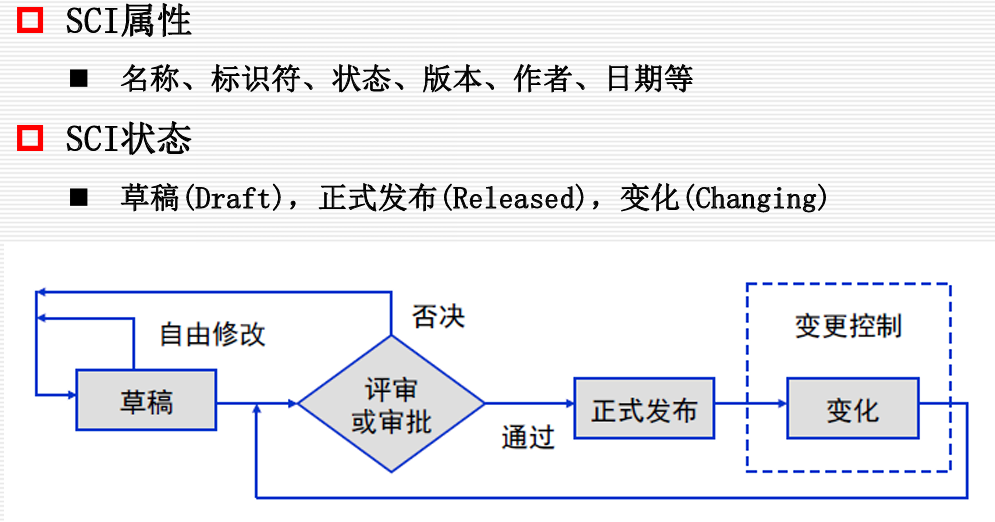 SCI属性
名称、标识符、状态、版本、作者、日期等
SCI状态
草稿(Draft)，正式发布(Released)，变化(Changing)
否决
自由修改
变更控制
草稿
评审
或审批
正式发布
变化
通过